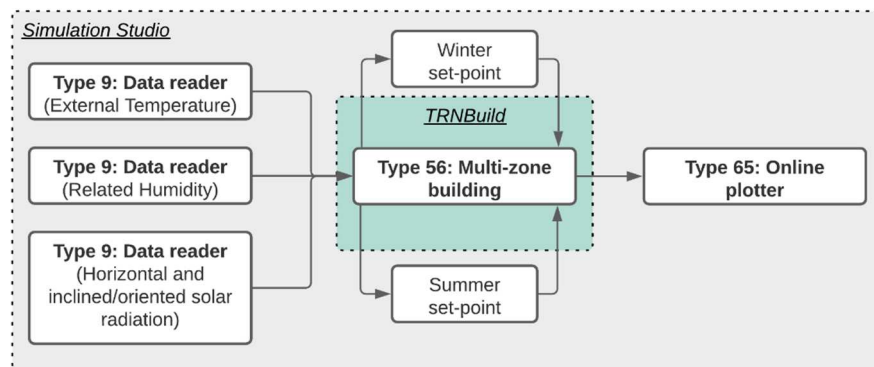 Simulation Studio
Type 9: Data reader
(External Temperature)
Type 9: Data reader
(Related Humidity)
Type 9: Data reader
(Horizontal and
inclined/oriented solar
radiation)
Winter
set-point
TRNBuild
Type 56: Multi-zone
building
Summer
set-point
Type 65: Online
plotter